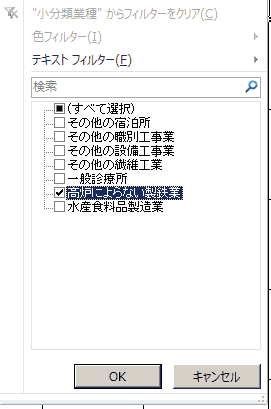 "小分類業種" からフィルターをクリア(C)
色フィルター(I)
テキスト フィルター(F)
検索
(すべて選択)
その他の宿泊所
その他の職別工事業
その他の設備工事業
その他の繊維工業
一般診療所
高炉によらない製鉄業
水産食料品製造業
OK
キャンセル